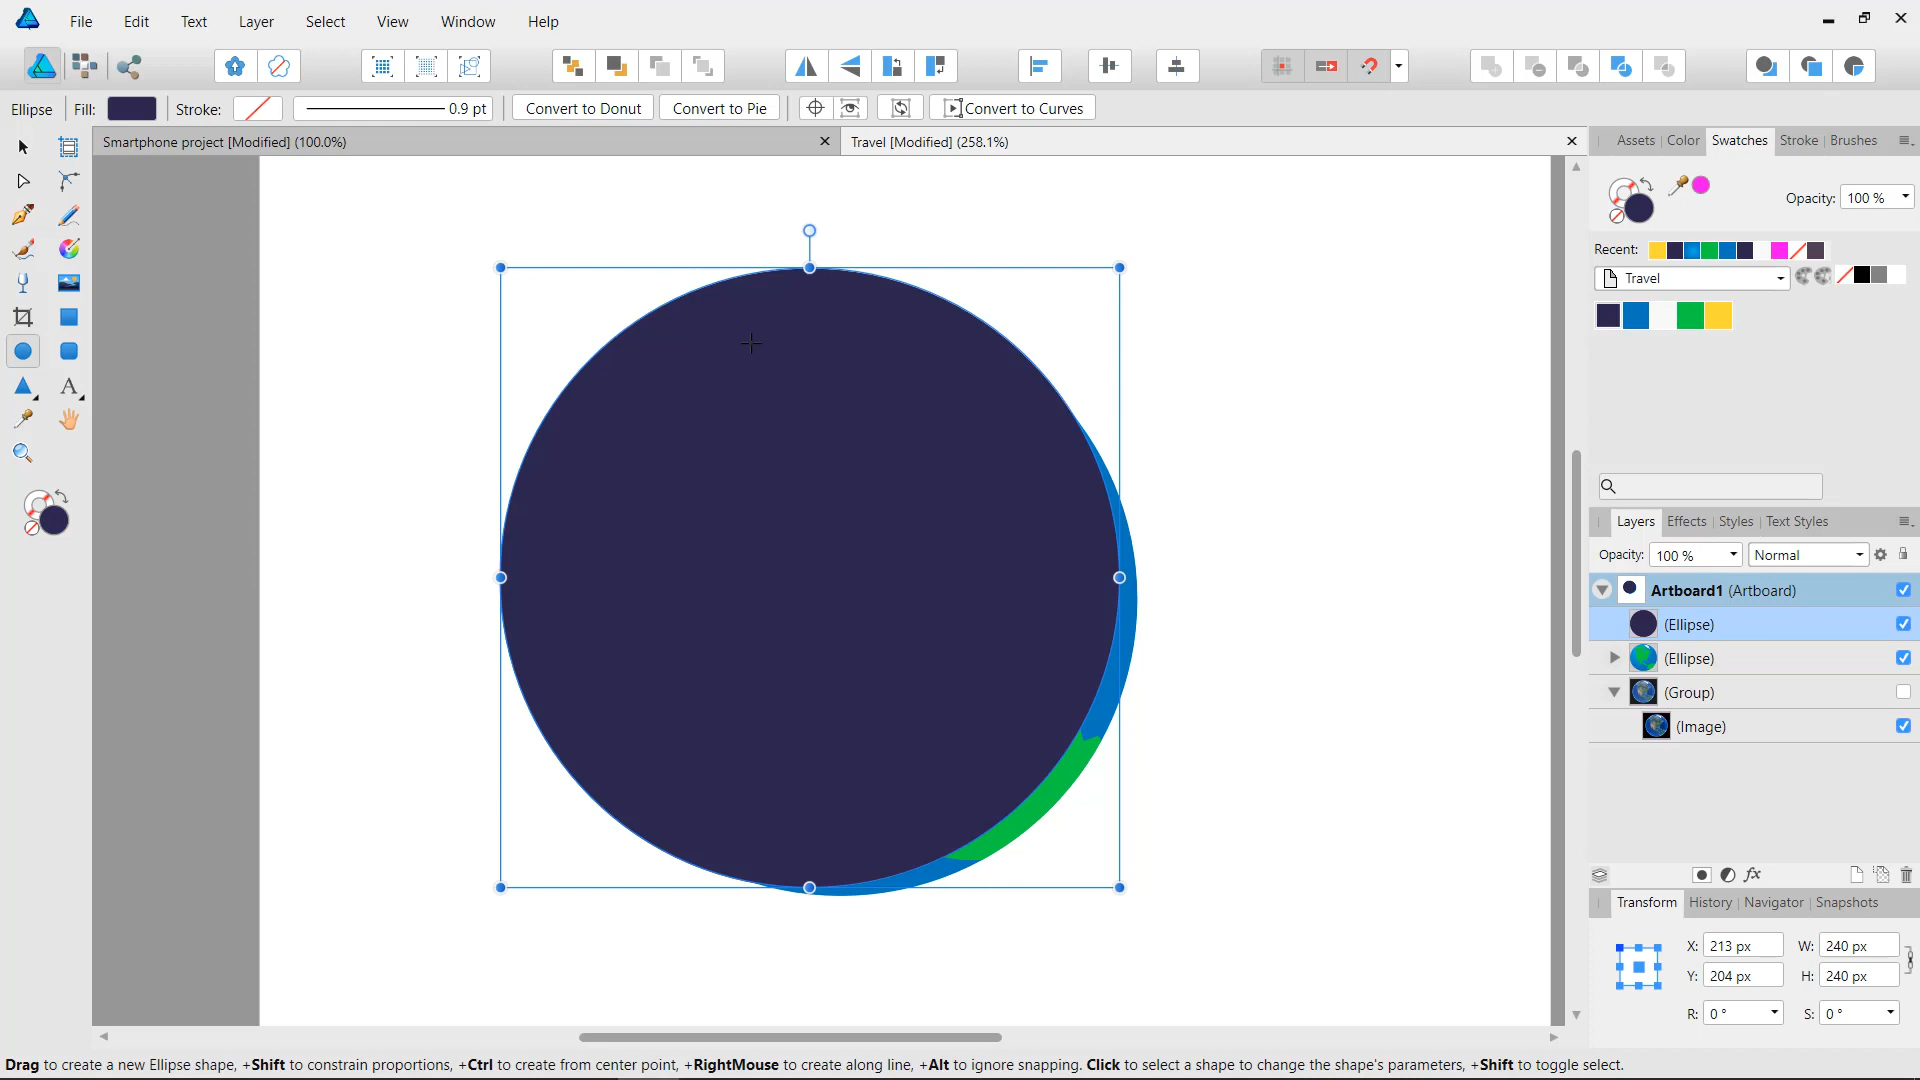 File Edit Text Layer Select View Window Help
Ellipse Fill: Stroke: 0.9 pt Convert to Donut Convert to Pie Convert to Curves
Smartphone project [Modified] (100.0%) Travel [Modified] (258.1%)
Assets Color Swatches Stroke Brushes
Opacity: 100 %
Recent:
Travel
A
Layers Effects Styles Text Styles
Opacity: 100 % Normal
Artboard1 (Artboard)
(Ellipse)
(Ellipse)
(Group)
(Image)
fx
Transform History Navigator Snapshots
X: 213 px W: 240 px
Y: 204 px H: 240 px
R: 0 ° S: 0 °
Drag to create a new Ellipse shape, +Shift to constrain proportions, +Ctrl to create from center point, +RightMouse to create along line, +Alt to ignore snapping. Click to select a shape to change the shape's parameters, +Shift to toggle select.